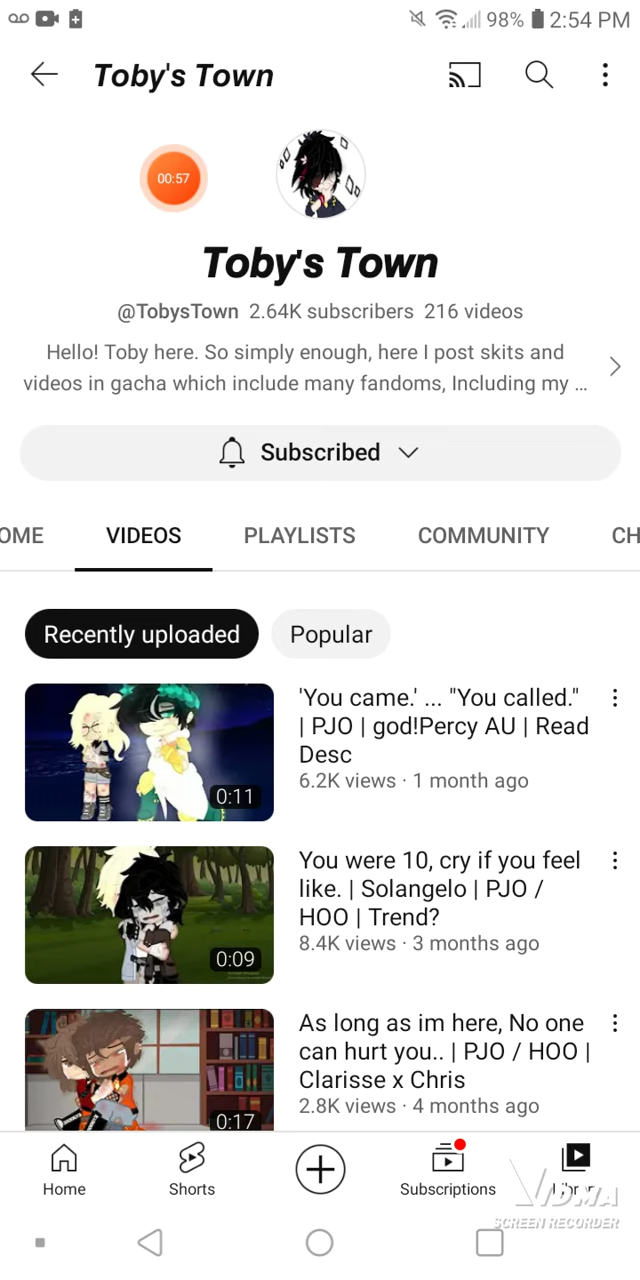 98% 2:54 PM
Toby's Town
00:57
Toby's Town
@TobysTown 2.64K subscribers 216 videos
Hello! Toby here. So simply enough, here I post skits and
videos in gacha which include many fandoms, Including my ...
Subscribed
OME VIDEOS PLAYLISTS COMMUNITY CH
Recently uploaded Popular
'You came.' ... "You called."
| PJO | god!Percy AU | Read
Desc
6.2K views · 1 month ago
0:11
You were 10, cry if you feel
like. | Solangelo | PJO /
HOO | Trend?
8.4K views · 3 months ago
0:09
As long as im here, No one
can hurt you.. | PJO / HOO |
Clarisse x Chris
2.8K views · 4 months ago
0:17
Home Shorts Subscriptions Library
VIDMA
SCREEN RECORDER